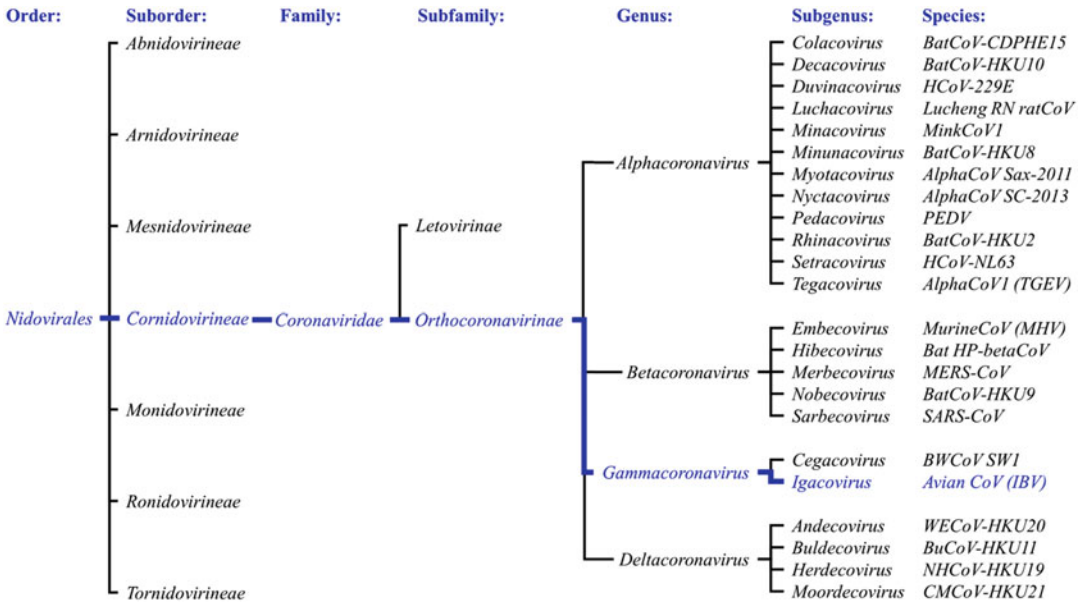 Order: Suborder: Family: Subfamily: Genus: Subgenus: Species:
Abnidovirineae Colacovirus BatCoV-CDPHE15
Decacovirus BatCoV-HKU10
Duvinacovirus HCoV-229E
Luchacovirus Lucheng RN ratCoV
Arnidovirineae Minacovirus MinkCoV1
Minunacovirus BatCoV-HKU8
Alphacoronavirus
Myotacovirus AlphaCoV Sax-2011
Nyctacovirus AlphaCoV SC-2013
Pedacovirus PEDV
Mesnidovirineae Letovirinae
Rhinacovirus BatCoV-HKU2
Setracovirus HCoV-NL63
Tegacovirus AlphaCoV1 (TGEV)
Nidovirales Cornidovirineae Coronaviridae Orthocoronavirinae
Embecovirus MurineCoV (MHV)
Hibecovirus Bat HP-betaCoV
Betacoronavirus Merbecovirus MERS-CoV
Nobecovirus BatCoV-HKU9
Monidovirineae Sarbecovirus SARS-CoV
Cegacovirus BWCoV SW1
Gammacoronavirus
Igacovirus Avian CoV (IBV)
Ronidovirineae
Andecovirus WECoV-HKU20
Buldecovirus BuCoV-HKU11
Deltacoronavirus
Herdecovirus NHCoV-HKU19
Tornidovirineae Moordecovirus CMCoV-HKU21